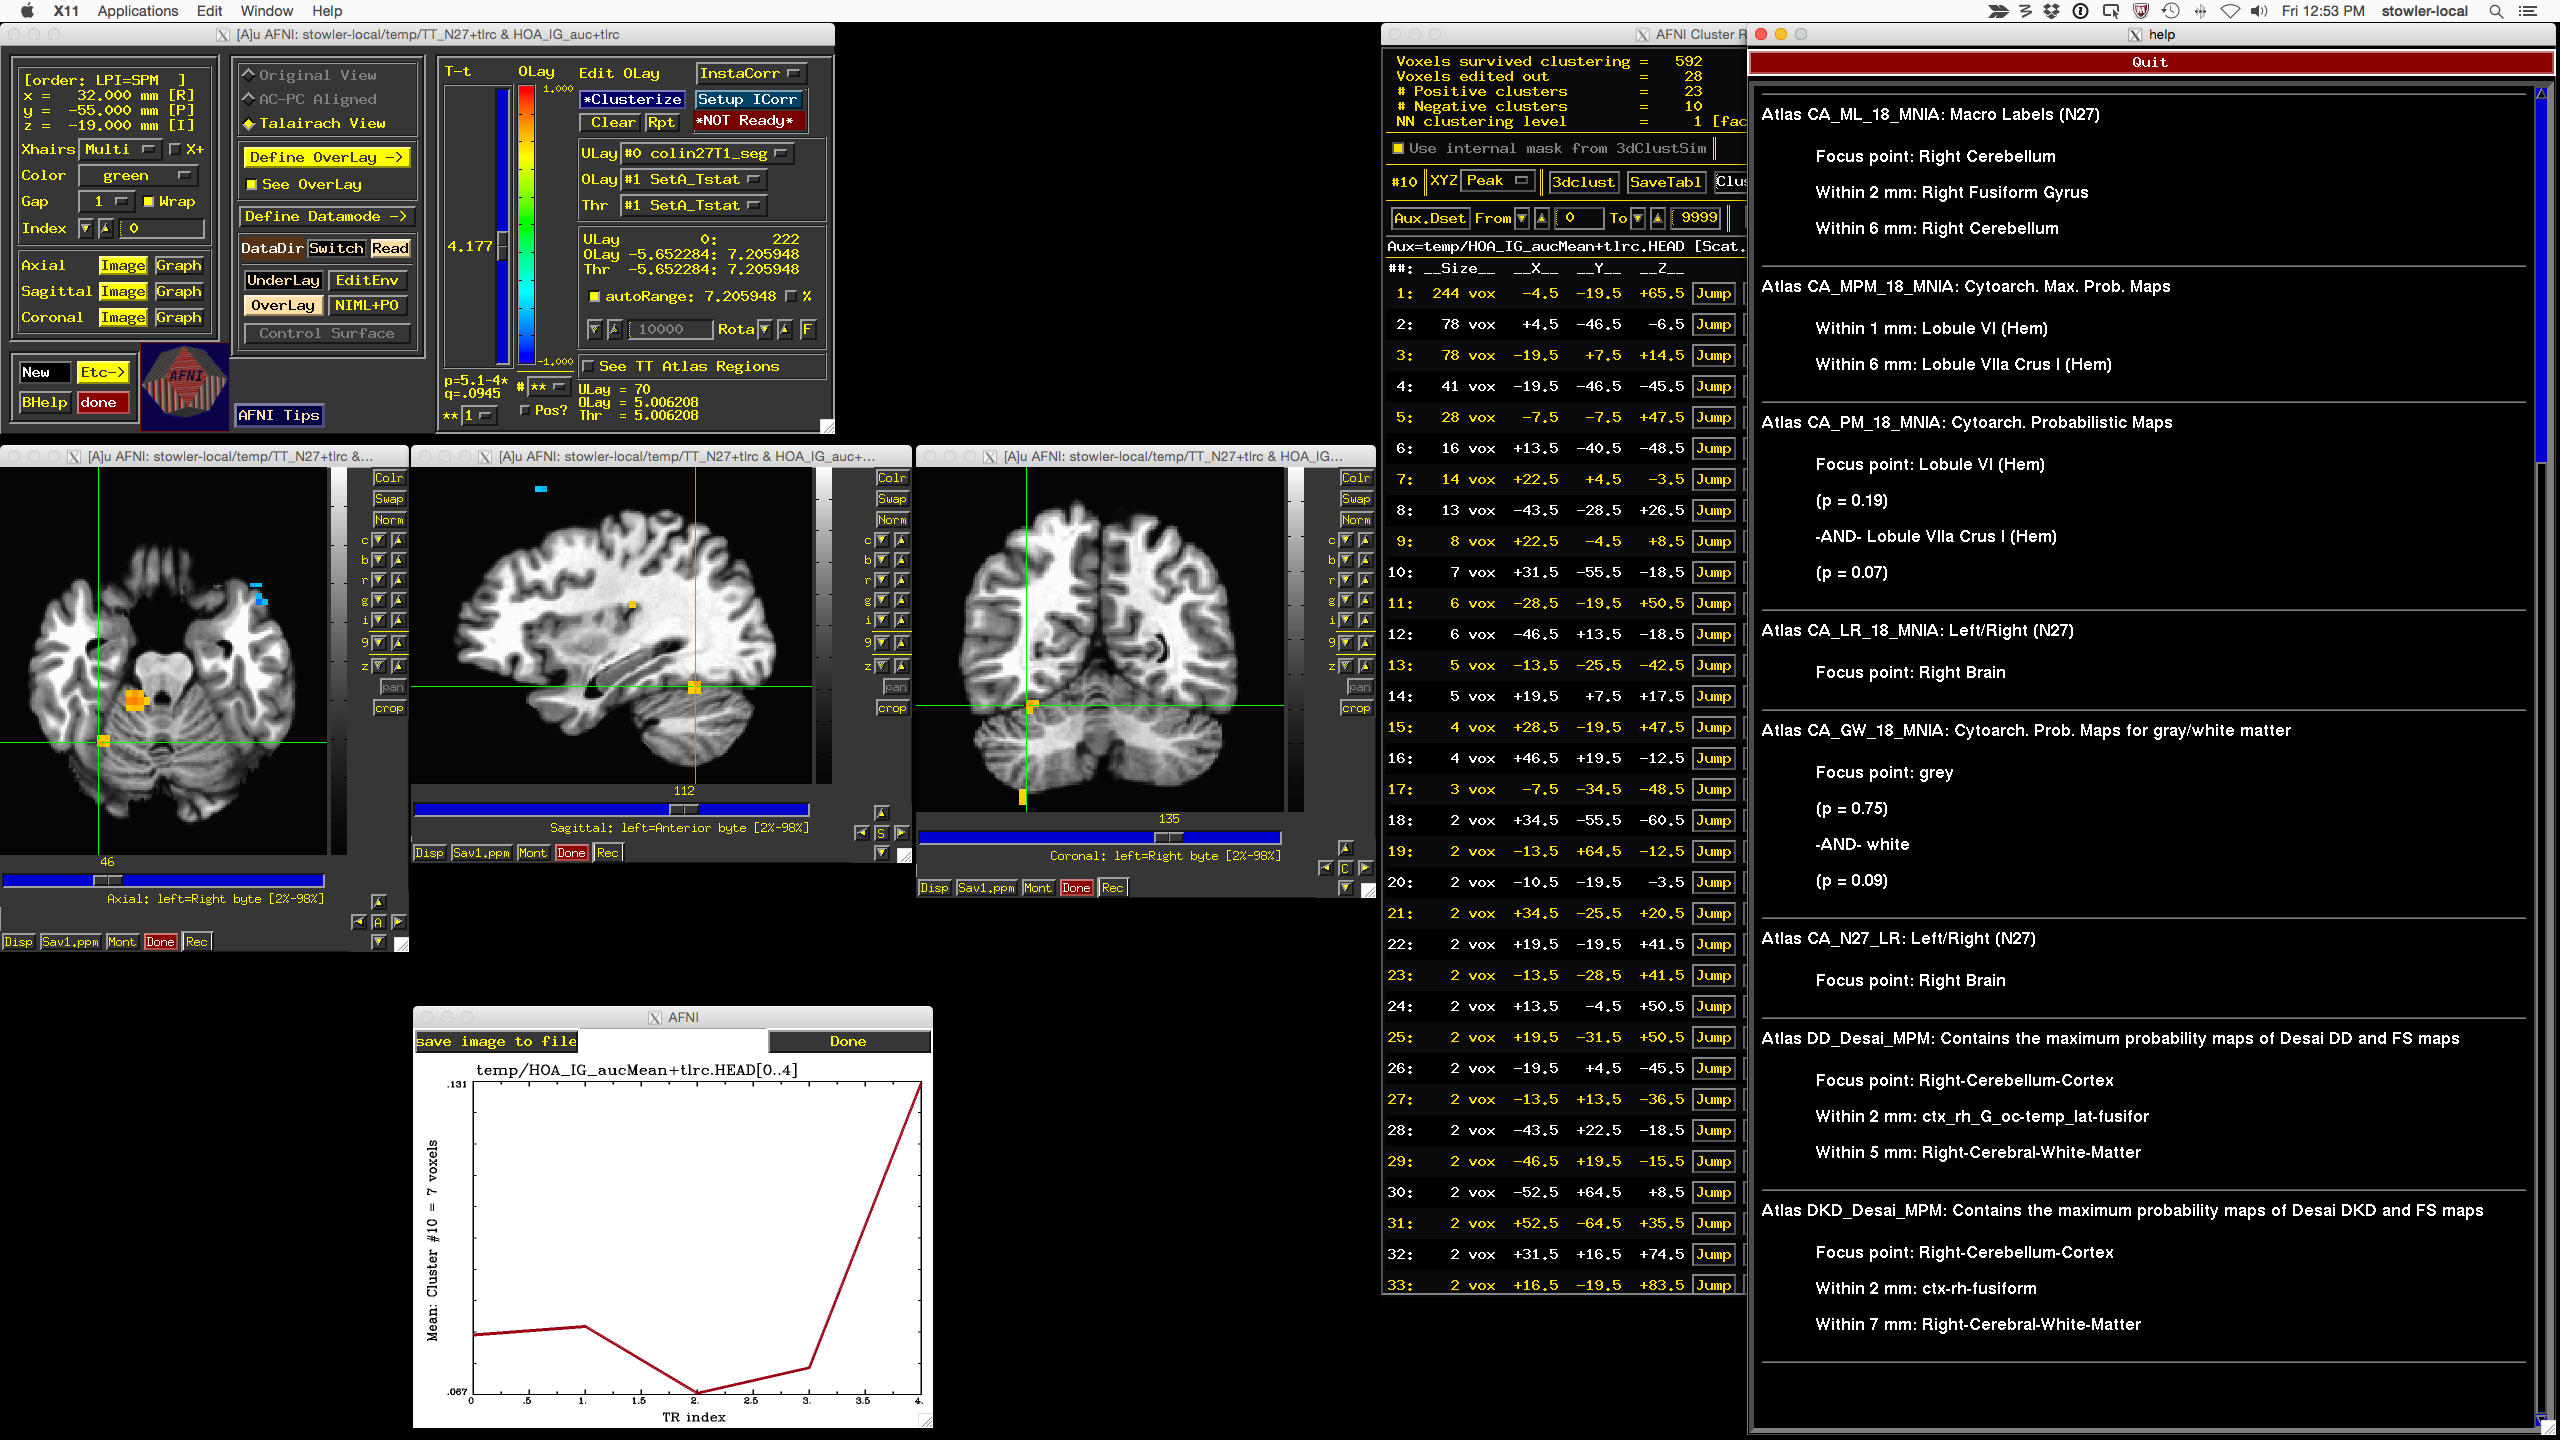 X11 Applications Edit Window Help
Fri 12:53 PM stowler-local
[A]u AFNI: stowler-local/temp/TT_N27+tlrc & HOA_IG_auc+tlrc
[order: LPI=SPM ]
x = 32.000 mm [R]
y = -55.000 mm [P]
z = -19.000 mm [I]
Xhairs Multi X+
Color green
Gap 1 Wrap
Index 0
Axial Image Graph
Sagittal Image Graph
Coronal Image Graph
New Etc->
BHelp done
AFNI
Original View
AC-PC Aligned
Talairach View
Define OverLay ->
See OverLay
Define Datamode ->
DataDir Switch Read
UnderLay EditEnv
OverLay NIML+PO
Control Surface
AFNI Tips
T-t OLay
1.000
4.177
-1.000
p=5.1-4*
q=.0945
** 1
# **
Pos?
Edit OLay InstaCorr
*Clusterize Setup ICorr
Clear Rpt *NOT Ready*
ULay #0 colin27T1_seg
OLay #1 SetA_Tstat
Thr #1 SetA_Tstat
ULay 0: 222
OLay -5.652284: 7.205948
Thr -5.652284: 7.205948
autoRange: 7.205948 %
10000 Rota F
See TT Atlas Regions
ULay = 70
OLay = 5.006208
Thr = 5.006208
[A]u AFNI: stowler-local/temp/TT_N27+tlrc &...
Colr
Swap
Norm
c
b
r
g
i
9
z
pan
crop
46
Axial: left=Right byte [2%-98%]
A
Disp Sav1.ppm Mont Done Rec
[A]u AFNI: stowler-local/temp/TT_N27+tlrc & HOA_IG_auc+...
Colr
Swap
Norm
c
b
r
g
i
9
z
pan
crop
112
Sagittal: left=Anterior byte [2%-98%]
S
Disp Sav1.ppm Mont Done Rec
[A]u AFNI: stowler-local/temp/TT_N27+tlrc & HOA_IG...
Colr
Swap
Norm
c
b
r
g
i
9
z
pan
crop
135
Coronal: left=Right byte [2%-98%]
C
Disp Sav1.ppm Mont Done Rec
AFNI
save image to file Done
temp/HOA_IG_aucMean+tlrc.HEAD[0..4]
.131
Mean: Cluster #10 = 7 voxels
.067
0 .5 1. 1.5 2. 2.5 3. 3.5 4.
TR index
AFNI Cluster R
Voxels survived clustering = 592
Voxels edited out = 28
# Positive clusters = 23
# Negative clusters = 10
NN clustering level = 1 [fac
Use internal mask from 3dClustSim
#10 XYZ Peak 3dclust SaveTabl Clus
Aux.Dset From 0 To 9999
Aux=temp/HOA_IG_aucMean+tlrc.HEAD [Scat.
##: __Size__ __X__ __Y__ __Z__
1: 244 vox -4.5 -19.5 +65.5 Jump
2: 78 vox +4.5 -46.5 -6.5 Jump
3: 78 vox -19.5 +7.5 +14.5 Jump
4: 41 vox -19.5 -46.5 -45.5 Jump
5: 28 vox -7.5 -7.5 +47.5 Jump
6: 16 vox +13.5 -40.5 -48.5 Jump
7: 14 vox +22.5 +4.5 -3.5 Jump
8: 13 vox -43.5 -28.5 +26.5 Jump
9: 8 vox +22.5 -4.5 +8.5 Jump
10: 7 vox +31.5 -55.5 -18.5 Jump
11: 6 vox -28.5 -19.5 +50.5 Jump
12: 6 vox -46.5 +13.5 -18.5 Jump
13: 5 vox -13.5 -25.5 -42.5 Jump
14: 5 vox +19.5 +7.5 +17.5 Jump
15: 4 vox +28.5 -19.5 +47.5 Jump
16: 4 vox +46.5 +19.5 -12.5 Jump
17: 3 vox -7.5 -34.5 -48.5 Jump
18: 2 vox +34.5 -55.5 -60.5 Jump
19: 2 vox -13.5 +64.5 -12.5 Jump
20: 2 vox -10.5 -19.5 -3.5 Jump
21: 2 vox +34.5 -25.5 +20.5 Jump
22: 2 vox +19.5 -19.5 +41.5 Jump
23: 2 vox -13.5 -28.5 +41.5 Jump
24: 2 vox +13.5 -4.5 +50.5 Jump
25: 2 vox +19.5 -31.5 +50.5 Jump
26: 2 vox -19.5 +4.5 -45.5 Jump
27: 2 vox -13.5 +13.5 -36.5 Jump
28: 2 vox -43.5 +22.5 -18.5 Jump
29: 2 vox -46.5 +19.5 -15.5 Jump
30: 2 vox -52.5 +64.5 +8.5 Jump
31: 2 vox +52.5 -64.5 +35.5 Jump
32: 2 vox +31.5 +16.5 +74.5 Jump
33: 2 vox +16.5 -19.5 +83.5 Jump
help
Quit
Atlas CA_ML_18_MNIA: Macro Labels (N27)
Focus point: Right Cerebellum
Within 2 mm: Right Fusiform Gyrus
Within 6 mm: Right Cerebellum
Atlas CA_MPM_18_MNIA: Cytoarch. Max. Prob. Maps
Within 1 mm: Lobule VI (Hem)
Within 6 mm: Lobule VIIa Crus I (Hem)
Atlas CA_PM_18_MNIA: Cytoarch. Probabilistic Maps
Focus point: Lobule VI (Hem)
(p = 0.19)
-AND- Lobule VIIa Crus I (Hem)
(p = 0.07)
Atlas CA_LR_18_MNIA: Left/Right (N27)
Focus point: Right Brain
Atlas CA_GW_18_MNIA: Cytoarch. Prob. Maps for gray/white matter
Focus point: grey
(p = 0.75)
-AND- white
(p = 0.09)
Atlas CA_N27_LR: Left/Right (N27)
Focus point: Right Brain
Atlas DD_Desai_MPM: Contains the maximum probability maps of Desai DD and FS maps
Focus point: Right-Cerebellum-Cortex
Within 2 mm: ctx_rh_G_oc-temp_lat-fusifor
Within 5 mm: Right-Cerebral-White-Matter
Atlas DKD_Desai_MPM: Contains the maximum probability maps of Desai DKD and FS maps
Focus point: Right-Cerebellum-Cortex
Within 2 mm: ctx-rh-fusiform
Within 7 mm: Right-Cerebral-White-Matter